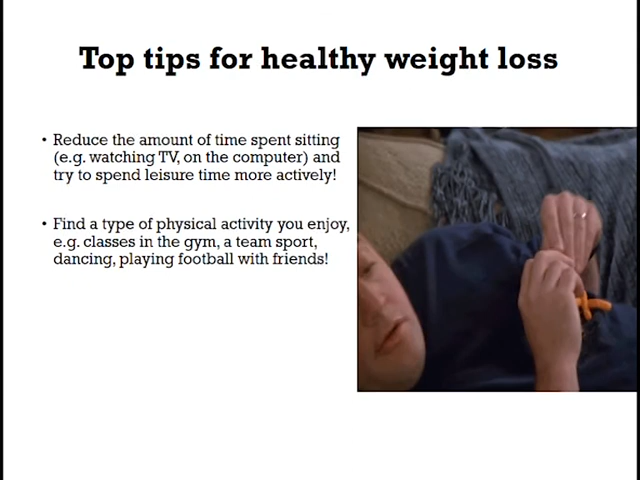 Top tips for healthy weight loss
• Reduce the amount of time spent sitting
(e.g. watching TV, on the computer) and
try to spend leisure time more actively!
• Find a type of physical activity you enjoy,
e.g. classes in the gym, a team sport,
dancing, playing football with friends!